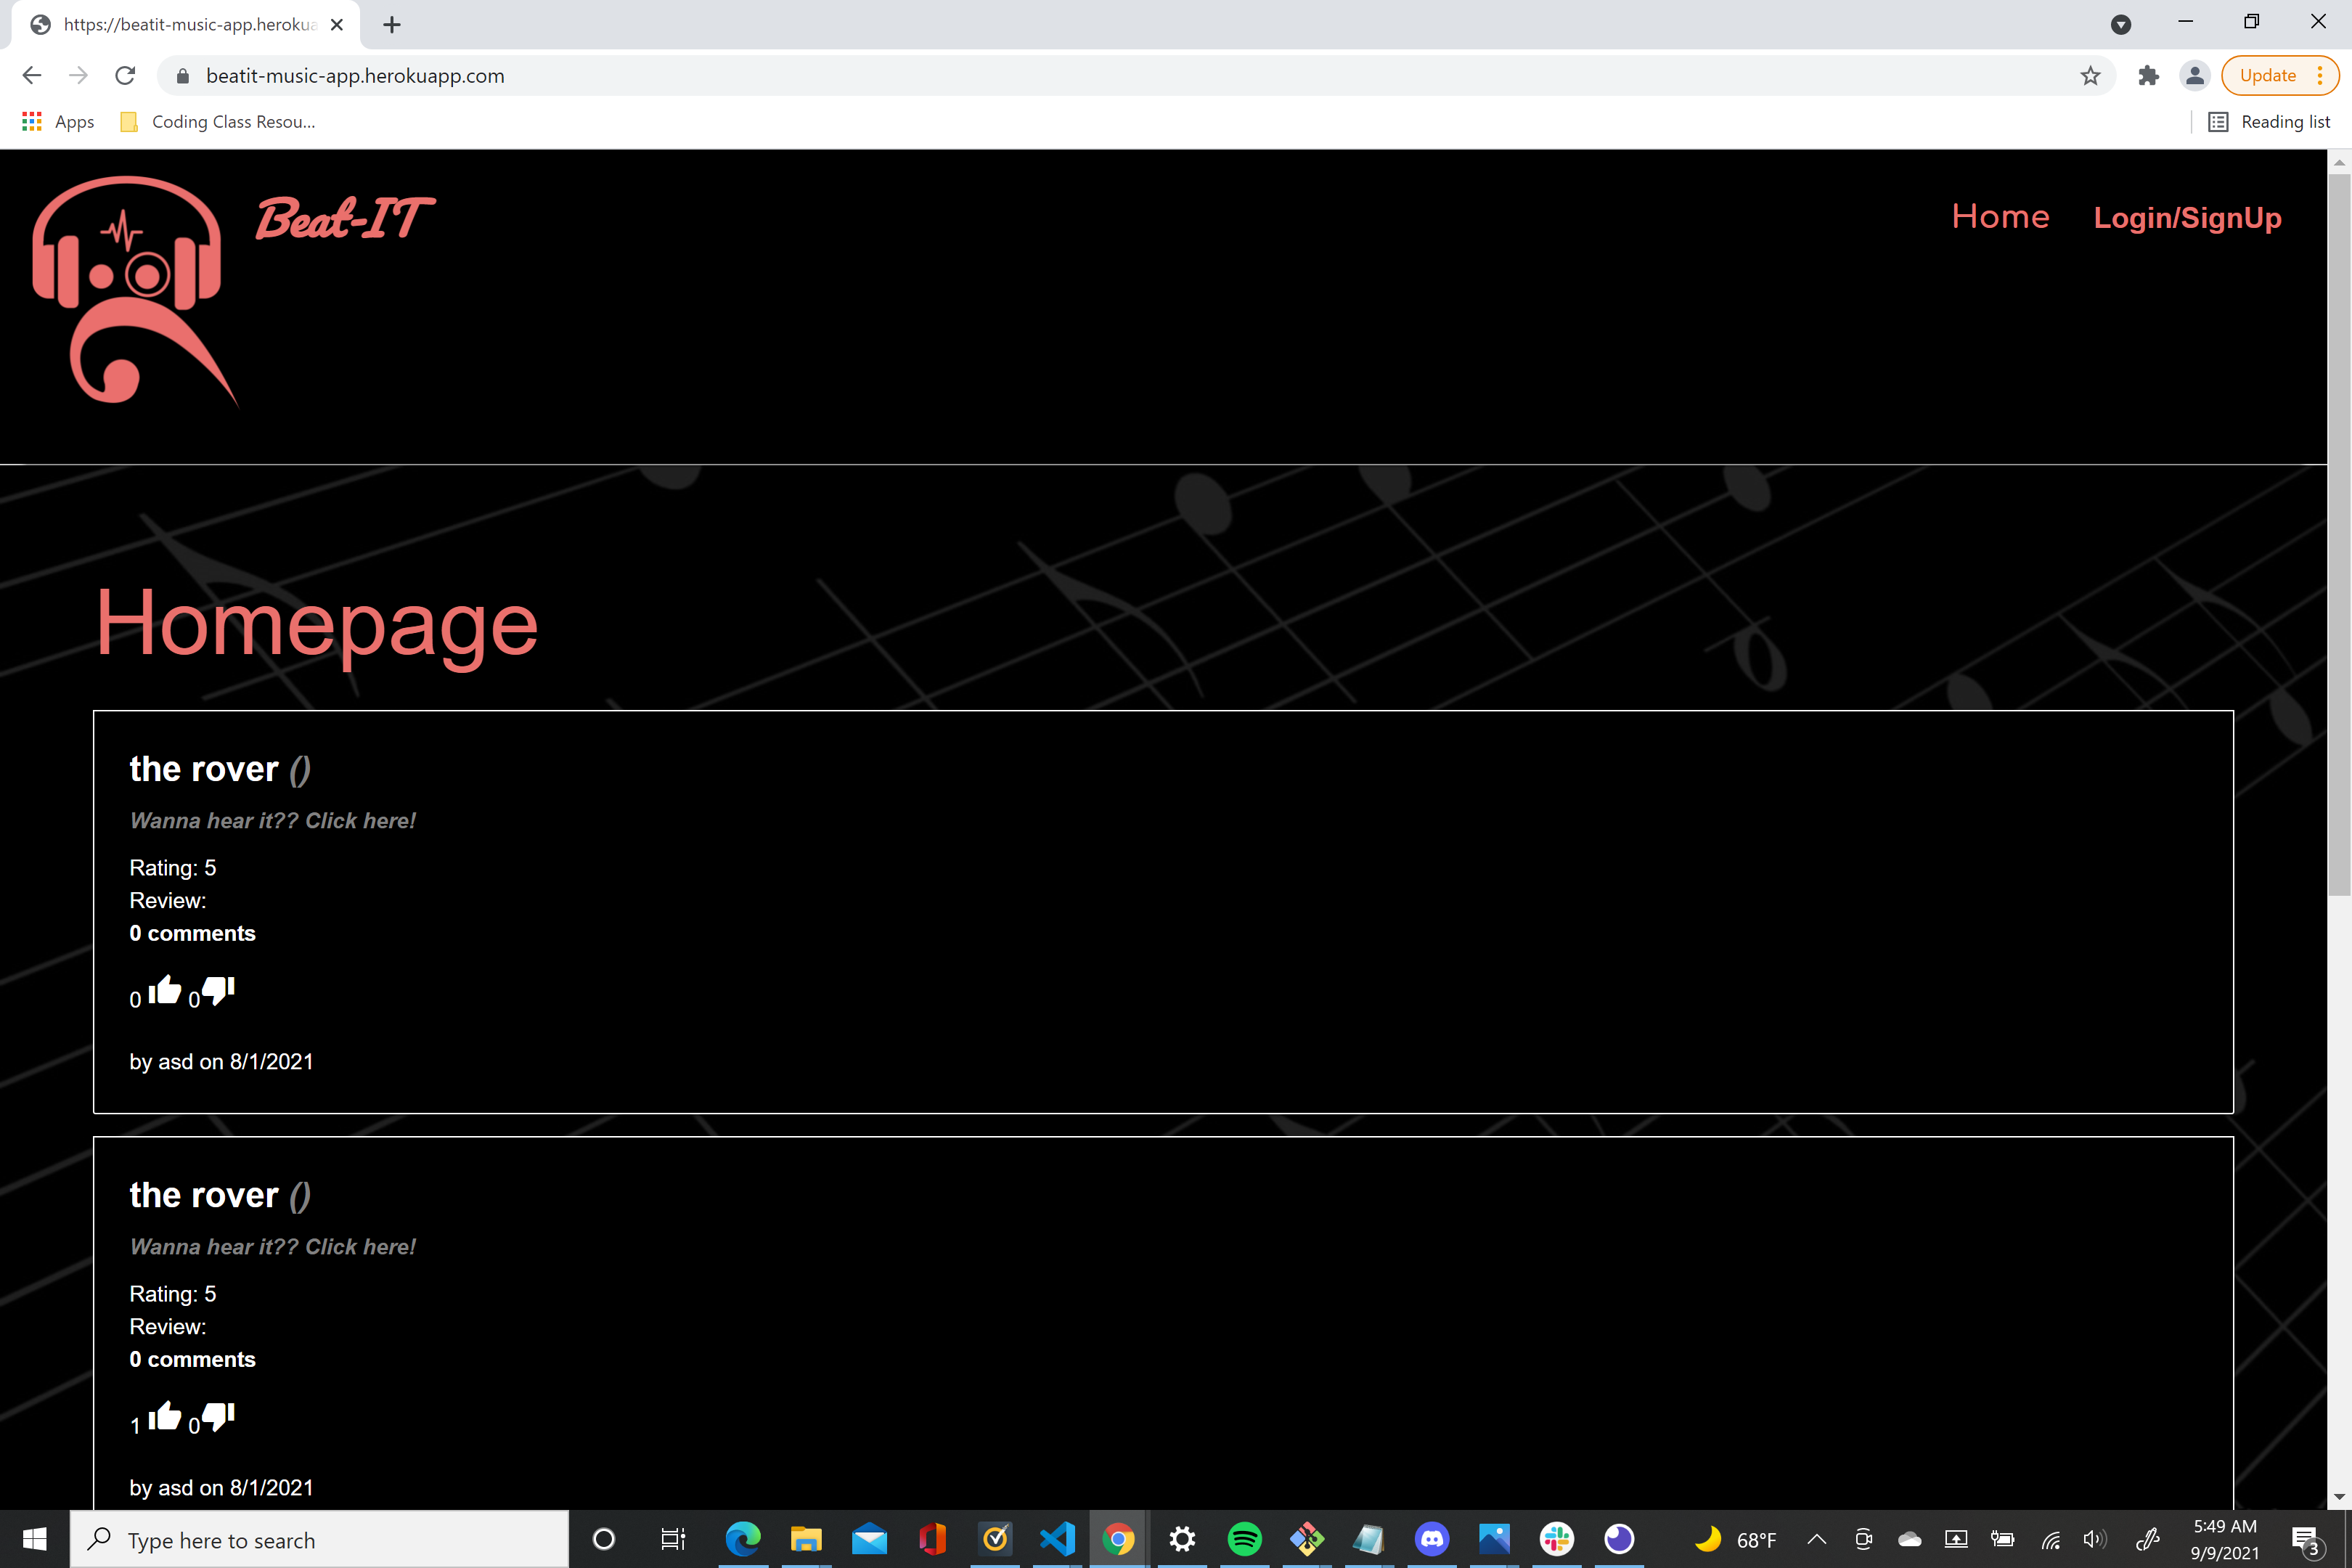 https://beatit-music-app.herokua
beatit-music-app.herokuapp.com
Update
Apps
Coding Class Resou...
Reading list
Beat-IT
Home
Login/SignUp
Homepage
the rover ()
Wanna hear it?? Click here!
Rating: 5
Review:
0 comments
0 0
by asd on 8/1/2021
the rover ()
Wanna hear it?? Click here!
Rating: 5
Review:
0 comments
1 0
by asd on 8/1/2021
Type here to search
68°F
5:49 AM
9/9/2021
3